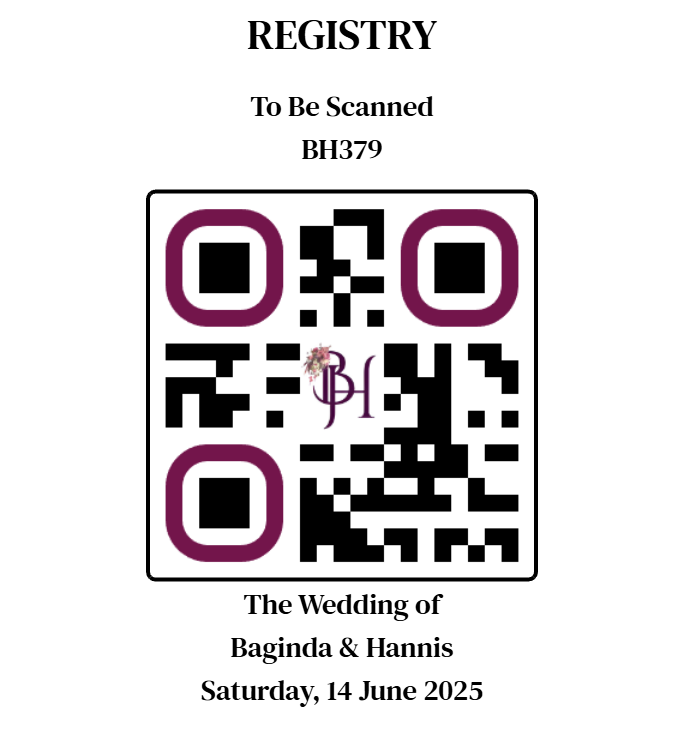 REGISTRY
To Be Scanned
BH379
BH
The Wedding of
Baginda & Hannis
Saturday, 14 June 2025